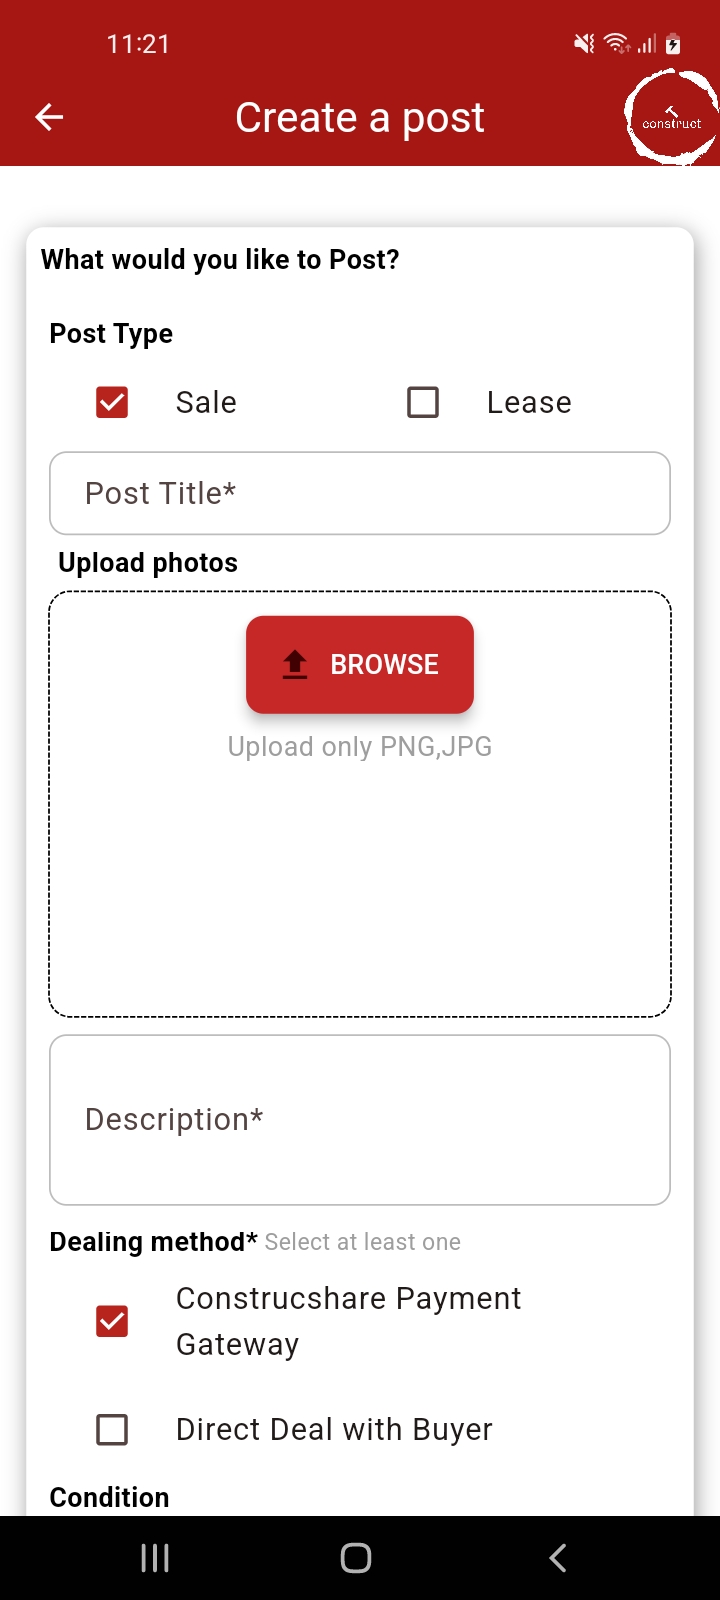 11:21
Create a post
construct
What would you like to Post?
Post Type
Sale
Lease
Post Title*
Upload photos
BROWSE
Upload only PNG,JPG
Description*
Dealing method* Select at least one
Construcshare Payment
Gateway
Direct Deal with Buyer
Condition